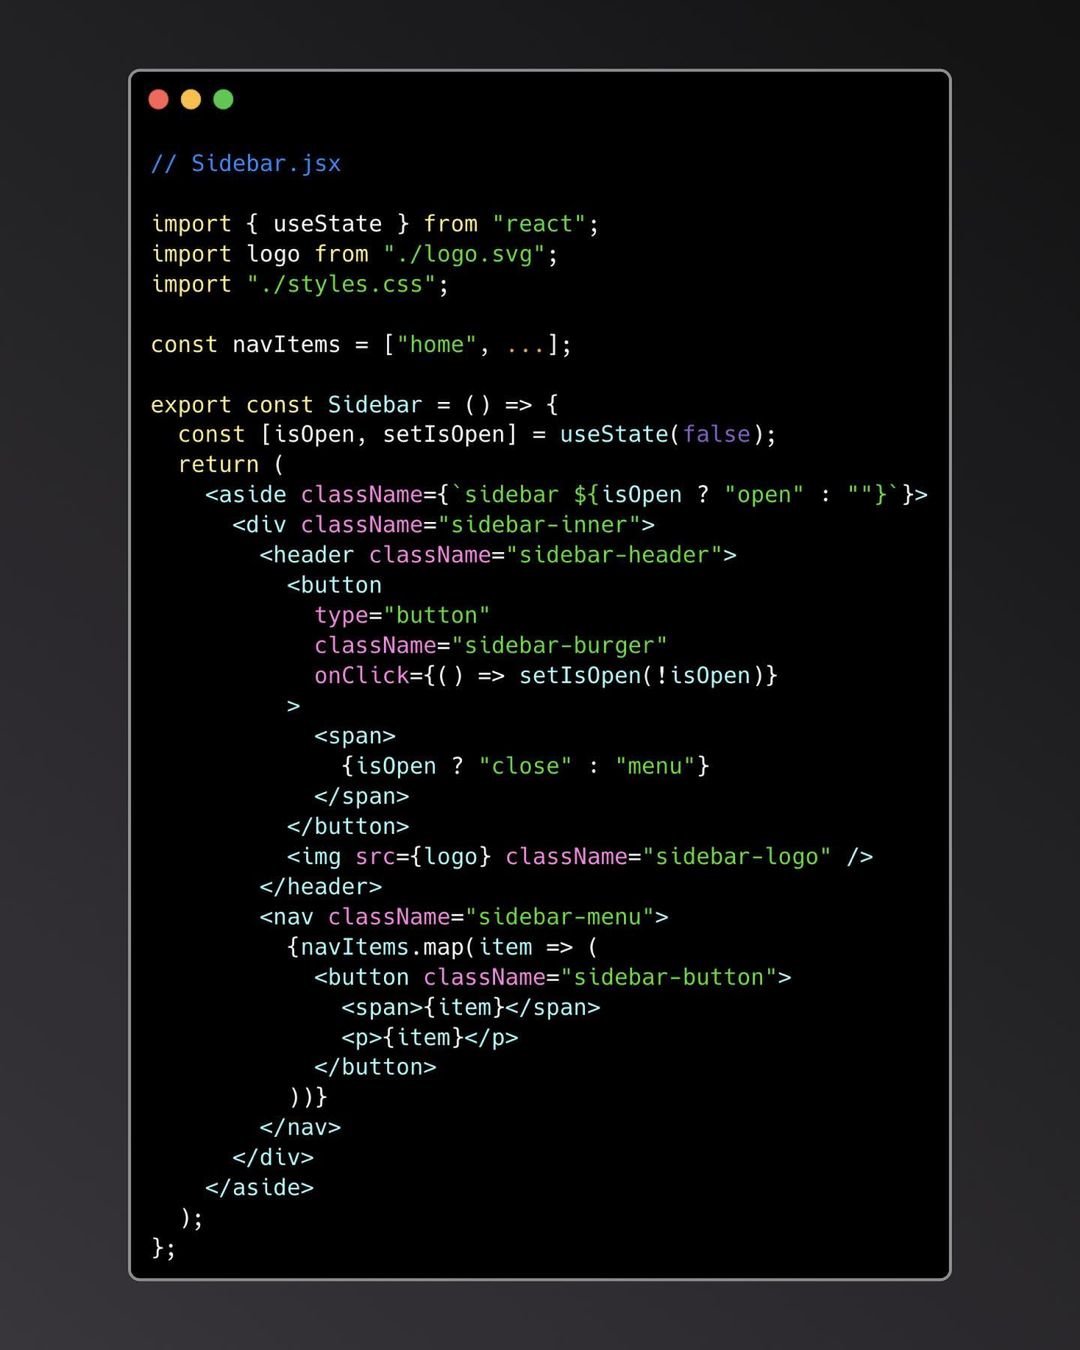 // Sidebar.jsx

import { useState } from "react";
import logo from "./logo.svg";
import "./styles.css";

const navItems = ["home", ...];

export const Sidebar = () => {
  const [isOpen, setIsOpen] = useState(false);
  return (
    <aside className={`sidebar ${isOpen ? "open" : ""}`}>
      <div className="sidebar-inner">
        <header className="sidebar-header">
          <button
            type="button"
            className="sidebar-burger"
            onClick={() => setIsOpen(!isOpen)}
          >
            <span>
              {isOpen ? "close" : "menu"}
            </span>
          </button>
          <img src={logo} className="sidebar-logo" />
        </header>
        <nav className="sidebar-menu">
          {navItems.map(item => (
            <button className="sidebar-button">
              <span>{item}</span>
              <p>{item}</p>
            </button>
          ))}
        </nav>
      </div>
    </aside>
  );
};